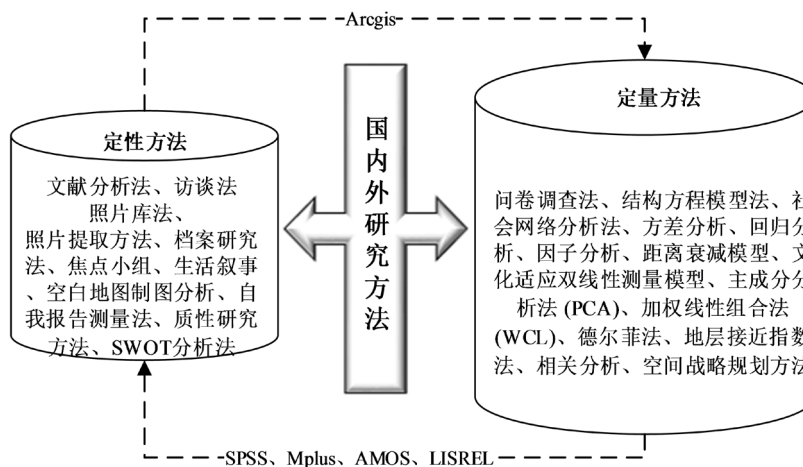 Arcgis
定性方法
文献分析法、访谈法
照片库法、
照片提取方法、档案研究
法、焦点小组、生活叙事
、空白地图制图分析、自
我报告测量法、质性研究
方法、SWOT分析法
国内外研究方法
定量方法
问卷调查法、结构方程模型法、社
会网络分析法、方差分析、回归分
析、因子分析、距离衰减模型、文
化适应双线性测量模型、主成分分
析法 (PCA)、加权线性组合法
(WCL)、德尔菲法、地层接近指数
法、相关分析、空间战略规划方法
SPSS、Mplus、AMOS、LISREL